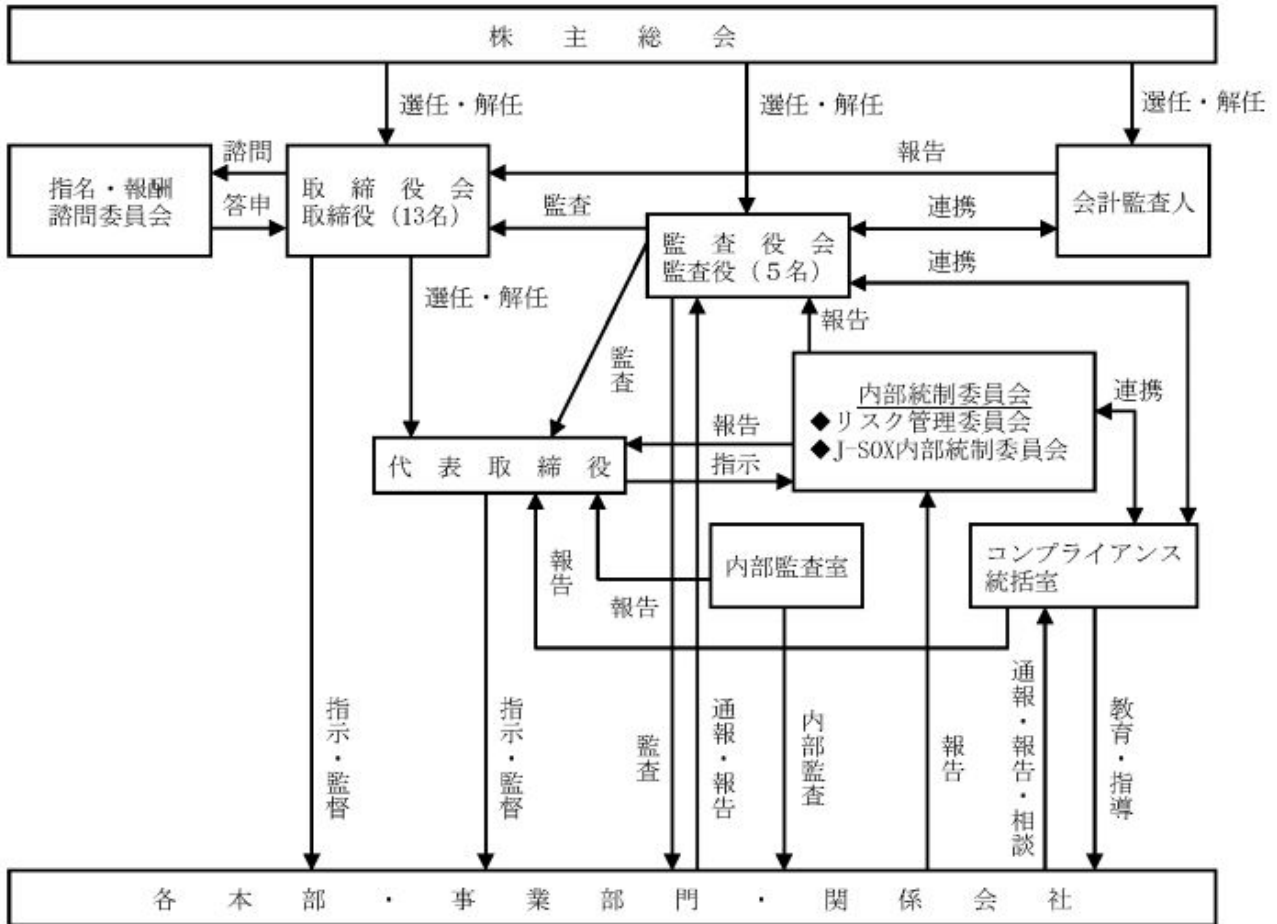 株主総会
選任・解任
選任・解任
選任・解任
指名・報酬
諮問委員会
諮問
答申
取締役会
取締役(13名)
報告
会計監査人
監査
連携
監査役会
監査役(5名)
連携
選任・解任
監査
報告
内部統制委員会
◆リスク管理委員会
◆J-SOX内部統制委員会
連携
報告
指示
代表取締役
報告
報告
内部監査室
コンプライアンス
統括室
指示・監督
指示・監督
監査
通報・報告
内部監査
報告
通報・報告・相談
教育・指導
各本部・事業部門・関係会社